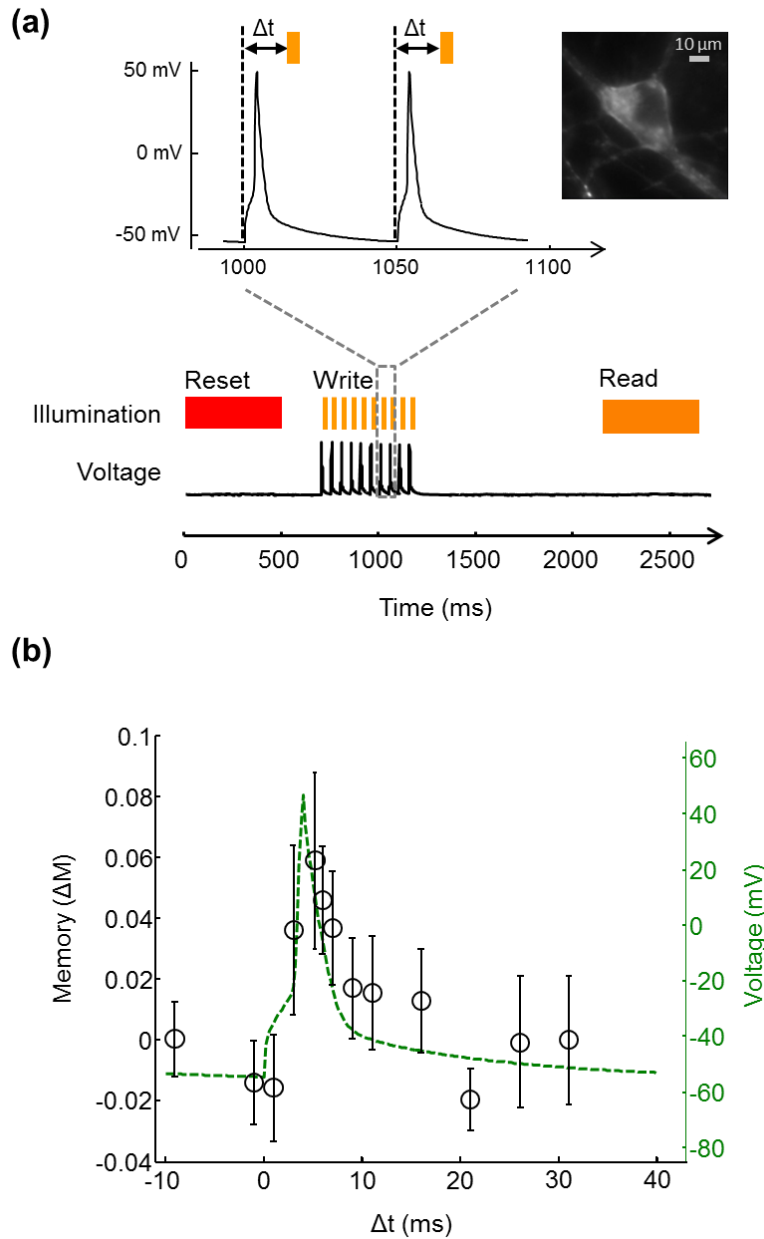 (a)
Δt Δt
10 µm
50 mV
0 mV
-50 mV
1000 1050 1100
Reset Write Read
Illumination
Voltage
0 500 1000 1500 2000 2500
Time (ms)
(b)
0.1
0.08
0.06
0.04
0.02
0
-0.02
-0.04
Memory (ΔM)
60
40
20
0
-20
-40
-60
-80
Voltage (mV)
-10 0 10 20 30 40
Δt (ms)